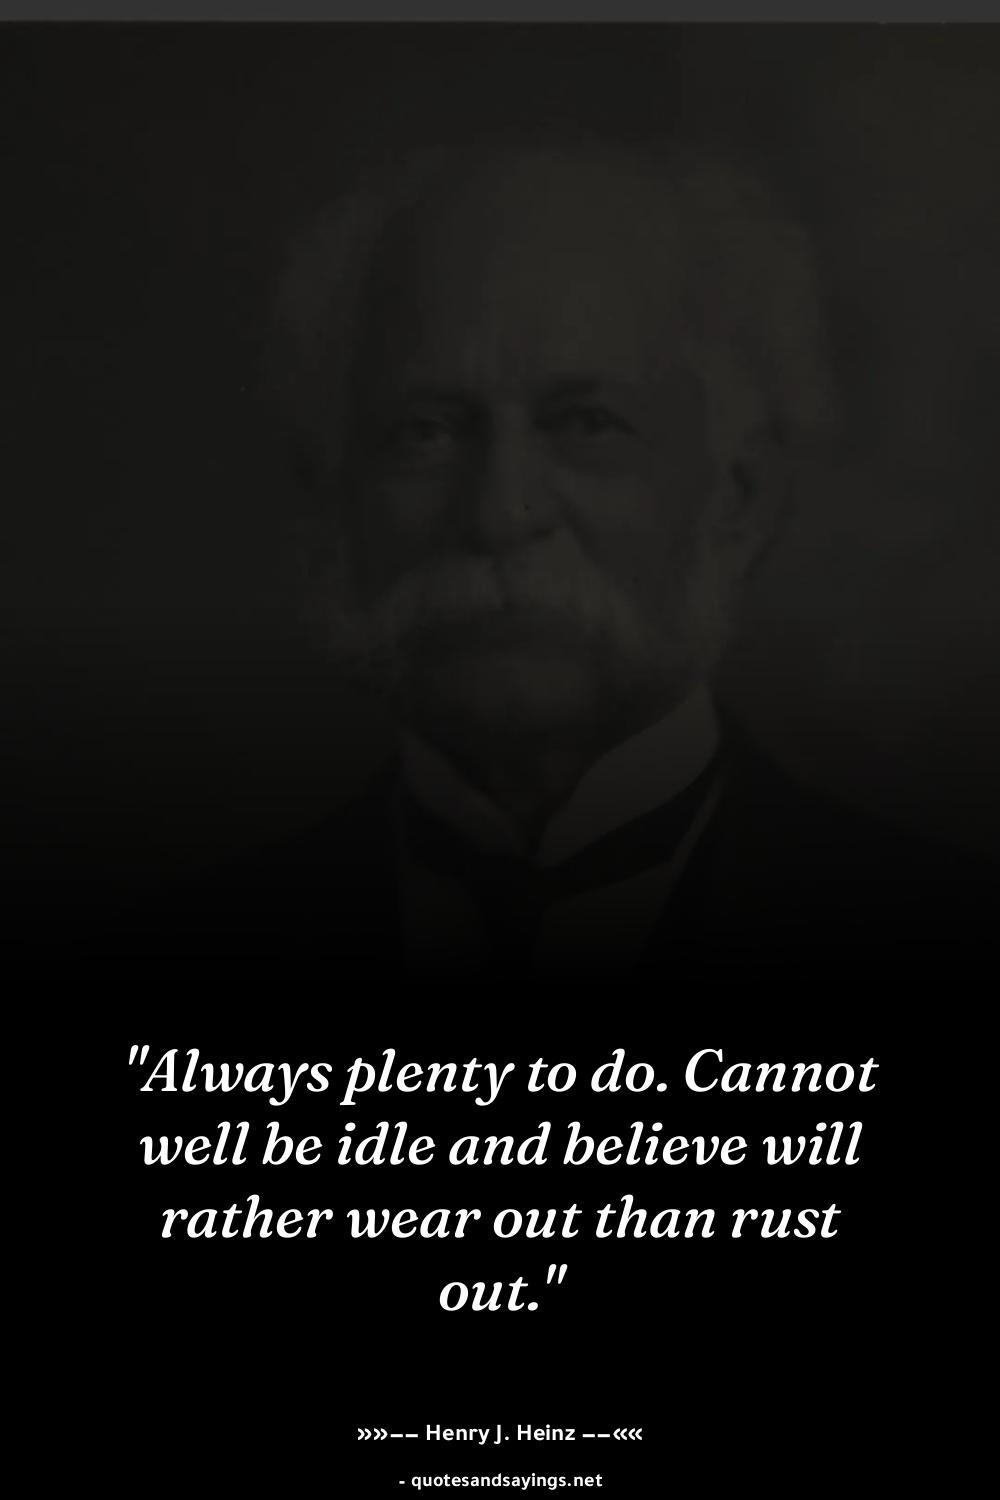 "Always plenty to do. Cannot
well be idle and believe will
rather wear out than rust
out."
»»–– Henry J. Heinz ––««
- quotesandsayings.net